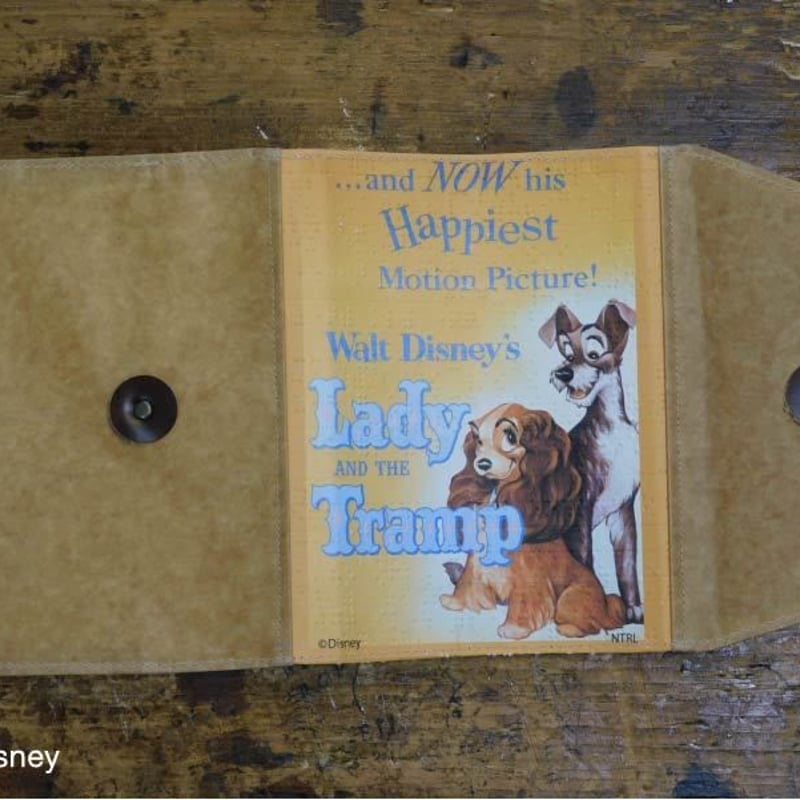 ...and NOW his
Happiest
Motion Picture!
Walt Disney's
Lady
AND THE
Tramp
©Disney
NTRL
sney